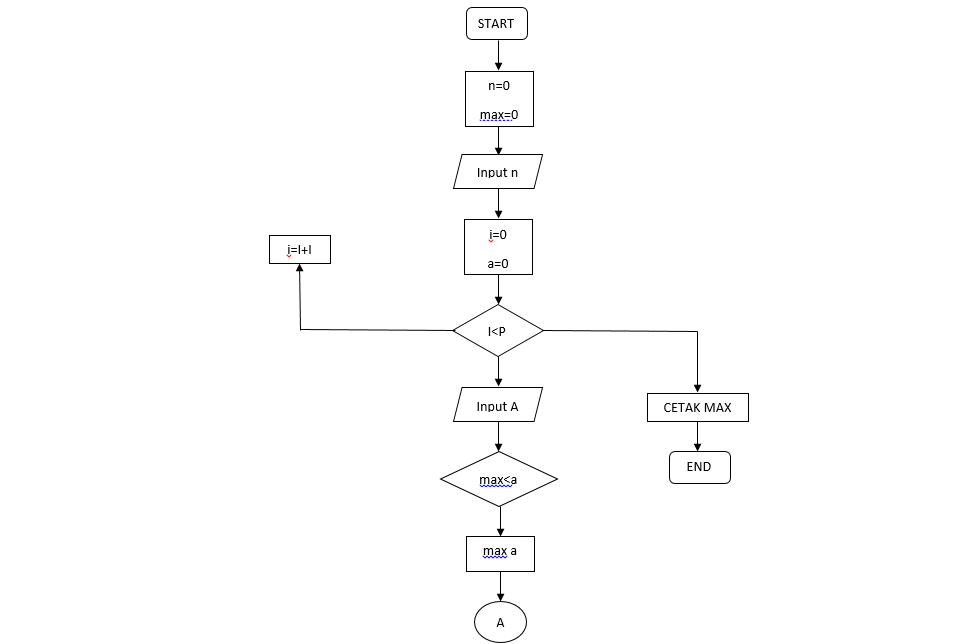 START
n=0
max=0
Input n
i=0
a=0
i=I+I
I<P
Input A
CETAK MAX
END
max<a
max a
A